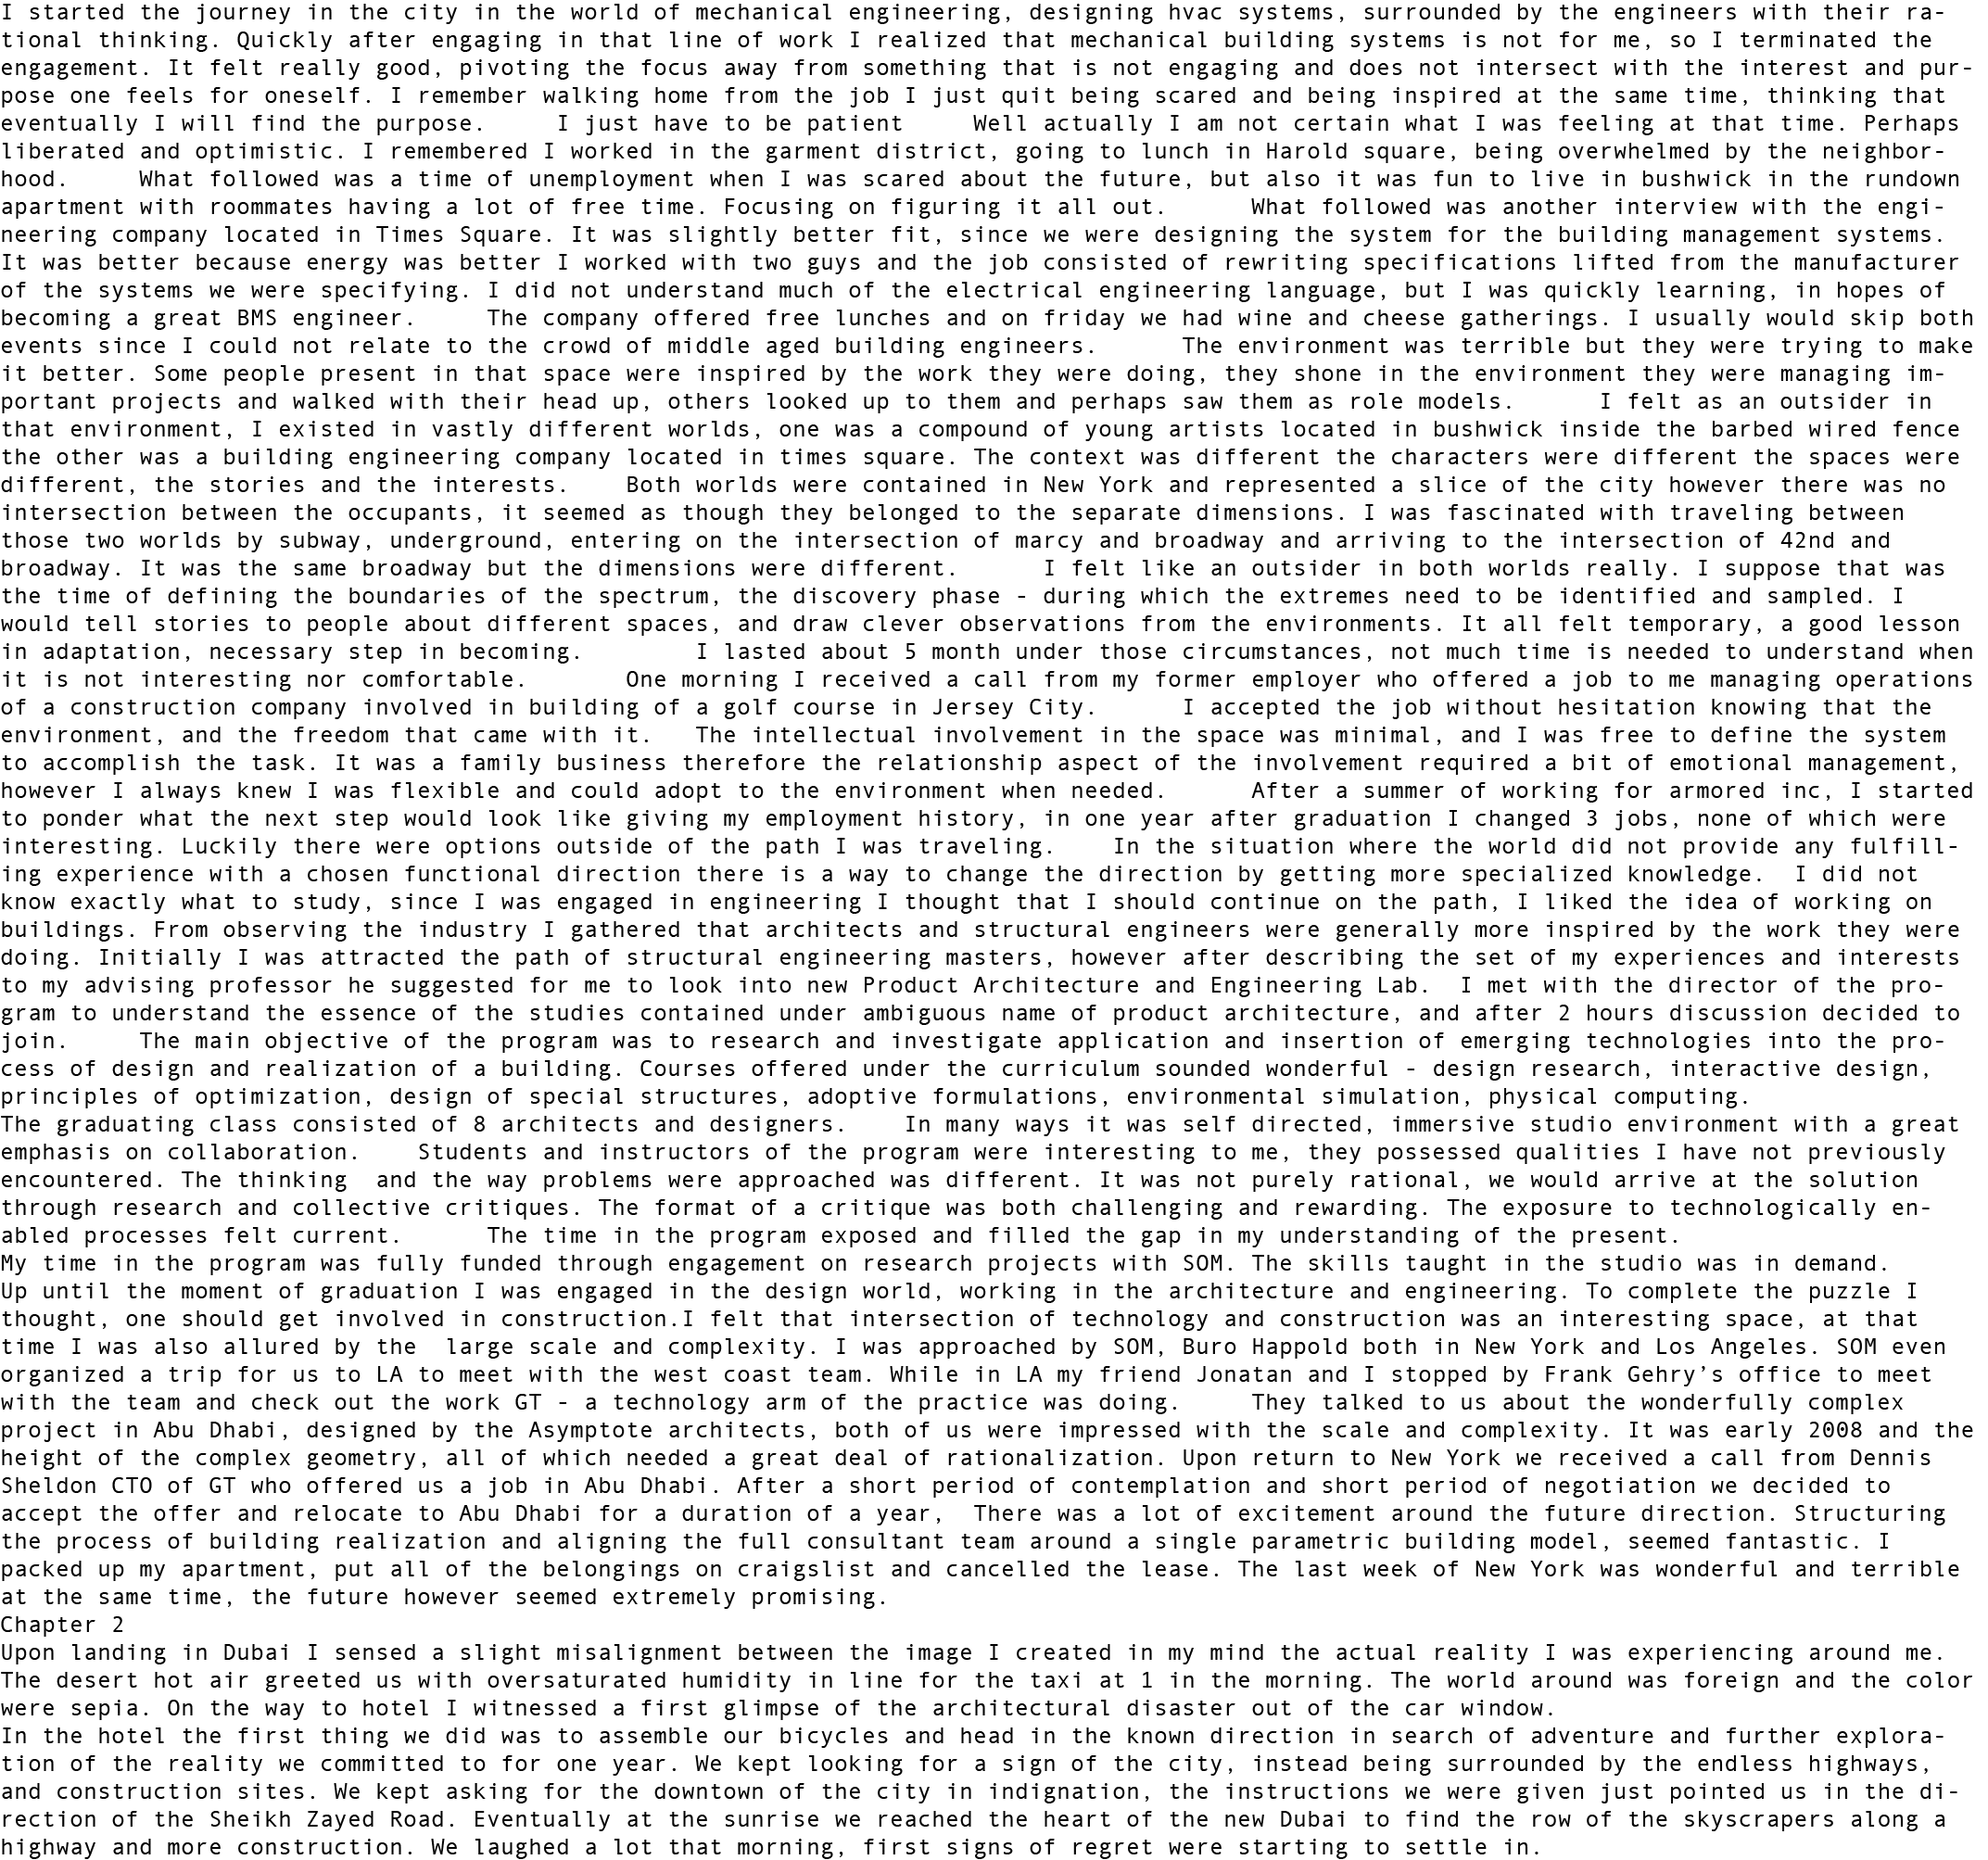 I started the journey in the city in the world of mechanical engineering, designing hvac systems, surrounded by the engineers with their ra-
tional thinking. Quickly after engaging in that line of work I realized that mechanical building systems is not for me, so I terminated the
engagement. It felt really good, pivoting the focus away from something that is not engaging and does not intersect with the interest and pur-
pose one feels for oneself. I remember walking home from the job I just quit being scared and being inspired at the same time, thinking that
eventually I will find the purpose.     I just have to be patient     Well actually I am not certain what I was feeling at that time. Perhaps
liberated and optimistic. I remembered I worked in the garment district, going to lunch in Harold square, being overwhelmed by the neighbor-
hood.     What followed was a time of unemployment when I was scared about the future, but also it was fun to live in bushwick in the rundown
apartment with roommates having a lot of free time. Focusing on figuring it all out.      What followed was another interview with the engi-
neering company located in Times Square. It was slightly better fit, since we were designing the system for the building management systems.
It was better because energy was better I worked with two guys and the job consisted of rewriting specifications lifted from the manufacturer
of the systems we were specifying. I did not understand much of the electrical engineering language, but I was quickly learning, in hopes of
becoming a great BMS engineer.     The company offered free lunches and on friday we had wine and cheese gatherings. I usually would skip both
events since I could not relate to the crowd of middle aged building engineers.      The environment was terrible but they were trying to make
it better. Some people present in that space were inspired by the work they were doing, they shone in the environment they were managing im-
portant projects and walked with their head up, others looked up to them and perhaps saw them as role models.      I felt as an outsider in
that environment, I existed in vastly different worlds, one was a compound of young artists located in bushwick inside the barbed wired fence
the other was a building engineering company located in times square. The context was different the characters were different the spaces were
different, the stories and the interests.    Both worlds were contained in New York and represented a slice of the city however there was no
intersection between the occupants, it seemed as though they belonged to the separate dimensions. I was fascinated with traveling between
those two worlds by subway, underground, entering on the intersection of marcy and broadway and arriving to the intersection of 42nd and
broadway. It was the same broadway but the dimensions were different.      I felt like an outsider in both worlds really. I suppose that was
the time of defining the boundaries of the spectrum, the discovery phase - during which the extremes need to be identified and sampled. I
would tell stories to people about different spaces, and draw clever observations from the environments. It all felt temporary, a good lesson
in adaptation, necessary step in becoming.        I lasted about 5 month under those circumstances, not much time is needed to understand when
it is not interesting nor comfortable.       One morning I received a call from my former employer who offered a job to me managing operations
of a construction company involved in building of a golf course in Jersey City.      I accepted the job without hesitation knowing that the
environment, and the freedom that came with it.   The intellectual involvement in the space was minimal, and I was free to define the system
to accomplish the task. It was a family business therefore the relationship aspect of the involvement required a bit of emotional management,
however I always knew I was flexible and could adopt to the environment when needed.      After a summer of working for armored inc, I started
to ponder what the next step would look like giving my employment history, in one year after graduation I changed 3 jobs, none of which were
interesting. Luckily there were options outside of the path I was traveling.    In the situation where the world did not provide any fulfill-
ing experience with a chosen functional direction there is a way to change the direction by getting more specialized knowledge.  I did not
know exactly what to study, since I was engaged in engineering I thought that I should continue on the path, I liked the idea of working on
buildings. From observing the industry I gathered that architects and structural engineers were generally more inspired by the work they were
doing. Initially I was attracted the path of structural engineering masters, however after describing the set of my experiences and interests
to my advising professor he suggested for me to look into new Product Architecture and Engineering Lab.  I met with the director of the pro-
gram to understand the essence of the studies contained under ambiguous name of product architecture, and after 2 hours discussion decided to
join.     The main objective of the program was to research and investigate application and insertion of emerging technologies into the pro-
cess of design and realization of a building. Courses offered under the curriculum sounded wonderful - design research, interactive design,
principles of optimization, design of special structures, adoptive formulations, environmental simulation, physical computing.
The graduating class consisted of 8 architects and designers.    In many ways it was self directed, immersive studio environment with a great
emphasis on collaboration.    Students and instructors of the program were interesting to me, they possessed qualities I have not previously
encountered. The thinking  and the way problems were approached was different. It was not purely rational, we would arrive at the solution
through research and collective critiques. The format of a critique was both challenging and rewarding. The exposure to technologically en-
abled processes felt current.      The time in the program exposed and filled the gap in my understanding of the present.
My time in the program was fully funded through engagement on research projects with SOM. The skills taught in the studio was in demand.
Up until the moment of graduation I was engaged in the design world, working in the architecture and engineering. To complete the puzzle I
thought, one should get involved in construction.I felt that intersection of technology and construction was an interesting space, at that
time I was also allured by the  large scale and complexity. I was approached by SOM, Buro Happold both in New York and Los Angeles. SOM even
organized a trip for us to LA to meet with the west coast team. While in LA my friend Jonatan and I stopped by Frank Gehry’s office to meet
with the team and check out the work GT - a technology arm of the practice was doing.     They talked to us about the wonderfully complex
project in Abu Dhabi, designed by the Asymptote architects, both of us were impressed with the scale and complexity. It was early 2008 and the
height of the complex geometry, all of which needed a great deal of rationalization. Upon return to New York we received a call from Dennis
Sheldon CTO of GT who offered us a job in Abu Dhabi. After a short period of contemplation and short period of negotiation we decided to
accept the offer and relocate to Abu Dhabi for a duration of a year,  There was a lot of excitement around the future direction. Structuring
the process of building realization and aligning the full consultant team around a single parametric building model, seemed fantastic. I
packed up my apartment, put all of the belongings on craigslist and cancelled the lease. The last week of New York was wonderful and terrible
at the same time, the future however seemed extremely promising.
Chapter 2
Upon landing in Dubai I sensed a slight misalignment between the image I created in my mind the actual reality I was experiencing around me.
The desert hot air greeted us with oversaturated humidity in line for the taxi at 1 in the morning. The world around was foreign and the color
were sepia. On the way to hotel I witnessed a first glimpse of the architectural disaster out of the car window.
In the hotel the first thing we did was to assemble our bicycles and head in the known direction in search of adventure and further explora-
tion of the reality we committed to for one year. We kept looking for a sign of the city, instead being surrounded by the endless highways,
and construction sites. We kept asking for the downtown of the city in indignation, the instructions we were given just pointed us in the di-
rection of the Sheikh Zayed Road. Eventually at the sunrise we reached the heart of the new Dubai to find the row of the skyscrapers along a
highway and more construction. We laughed a lot that morning, first signs of regret were starting to settle in.